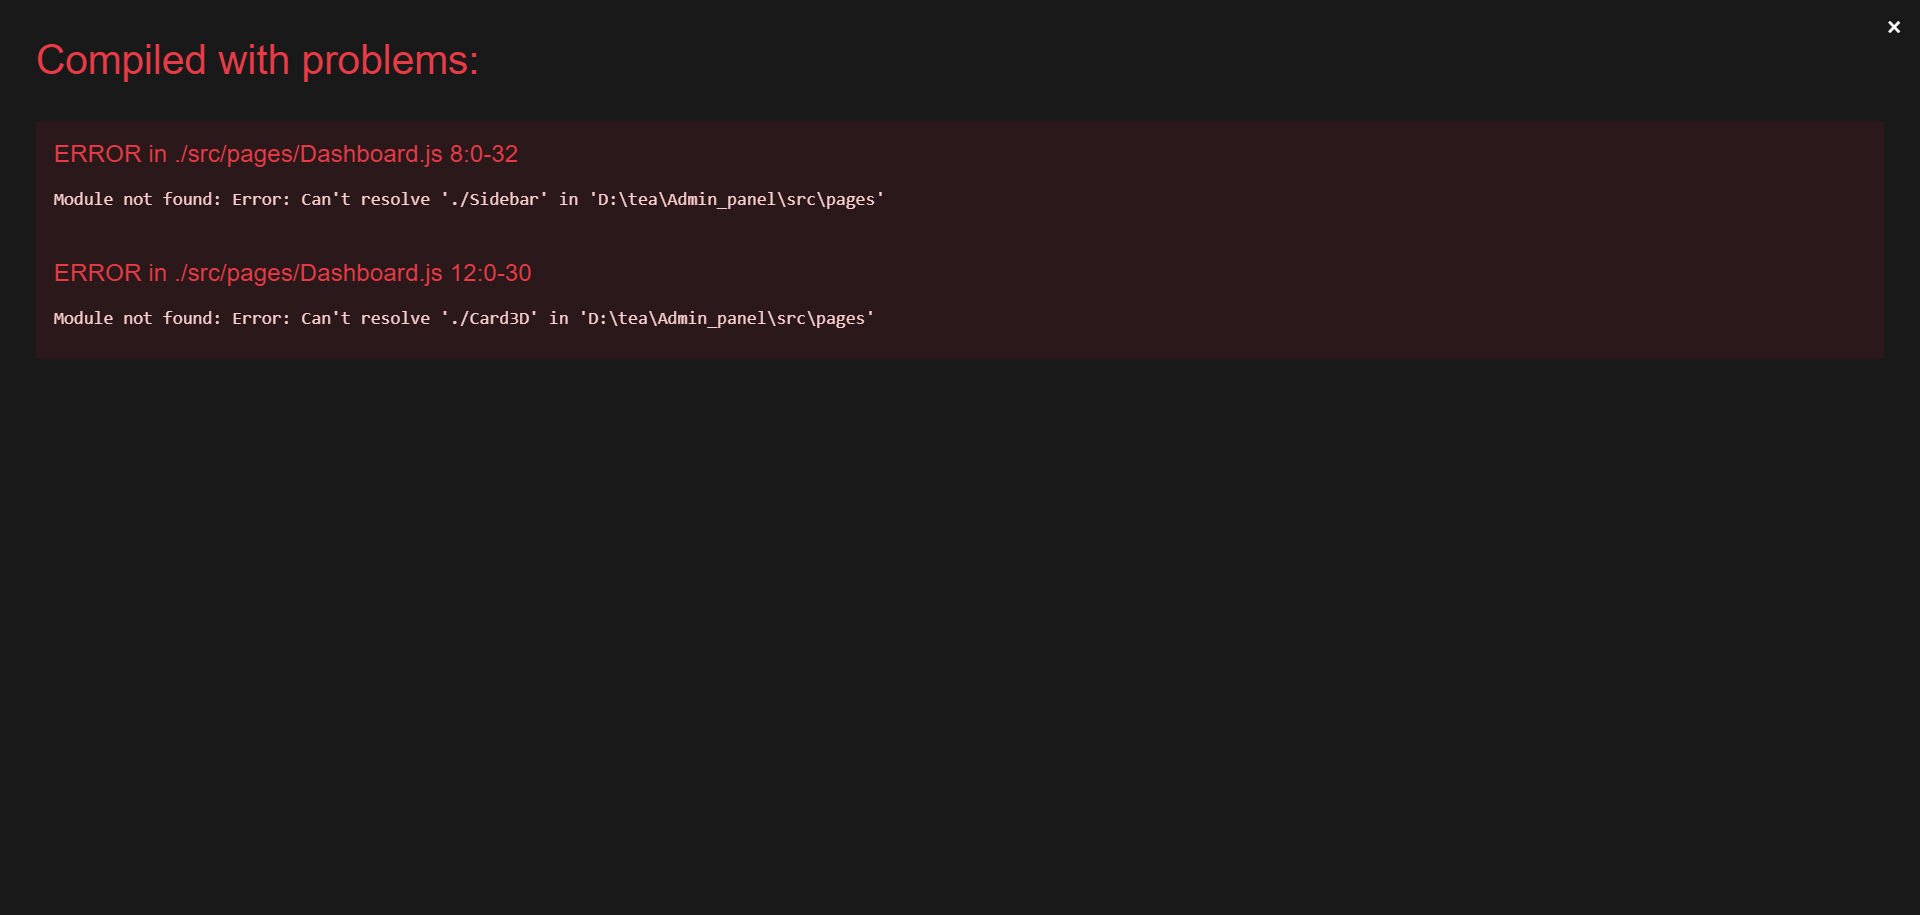 ×
Compiled with problems:
ERROR in ./src/pages/Dashboard.js 8:0-32
Module not found: Error: Can't resolve './Sidebar' in 'D:\tea\Admin_panel\src\pages'
ERROR in ./src/pages/Dashboard.js 12:0-30
Module not found: Error: Can't resolve './Card3D' in 'D:\tea\Admin_panel\src\pages'